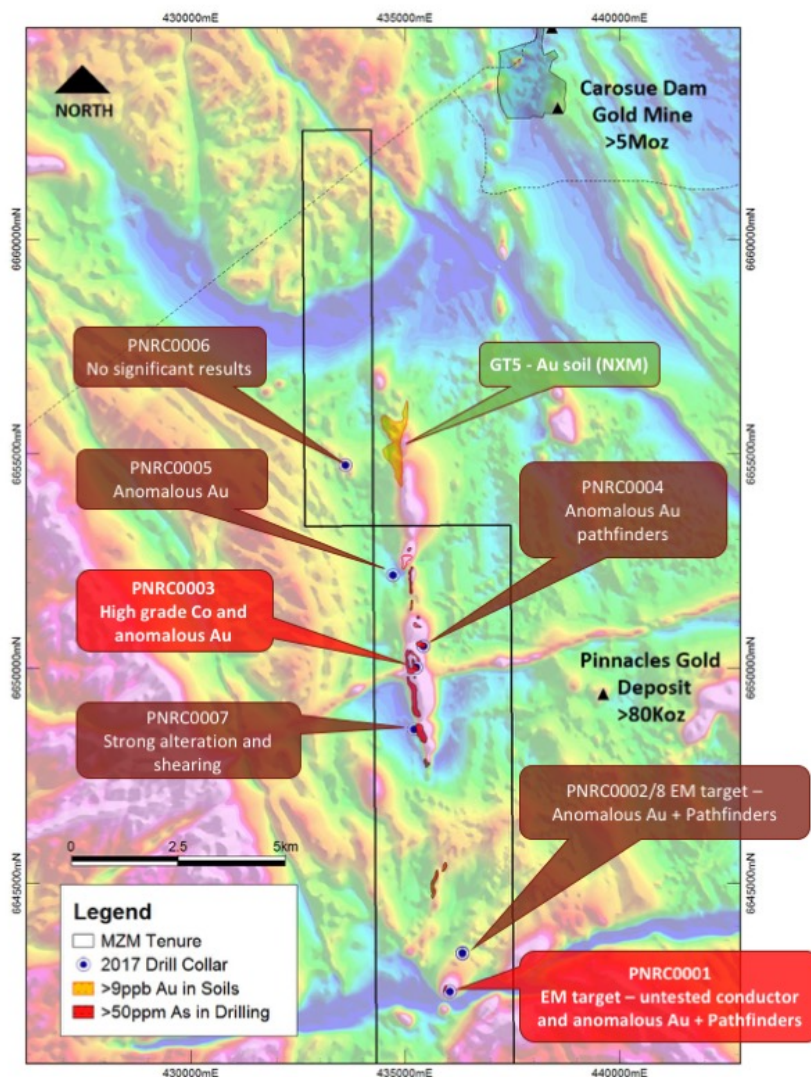 430000mE
435000mE
440000mE
NORTH
Carosue Dam
Gold Mine
>5Moz
6660000mN
6660000mN
PNRC0006
No significant results
GT5 - Au soil (NXM)
6655000mN
6655000mN
PNRC0005
Anomalous Au
PNRC0004
Anomalous Au
pathfinders
PNRC0003
High grade Co and
anomalous Au
6650000mN
6650000mN
Pinnacles Gold
Deposit
>80Koz
PNRC0007
Strong alteration and
shearing
PNRC0002/8 EM target –
Anomalous Au + Pathfinders
0
2.5
5km
6645000mN
6645000mN
Legend
MZM Tenure
2017 Drill Collar
>9ppb Au in Soils
>50ppm As in Drilling
PNRC0001
EM target – untested conductor
and anomalous Au + Pathfinders
430000mE
435000mE
440000mE